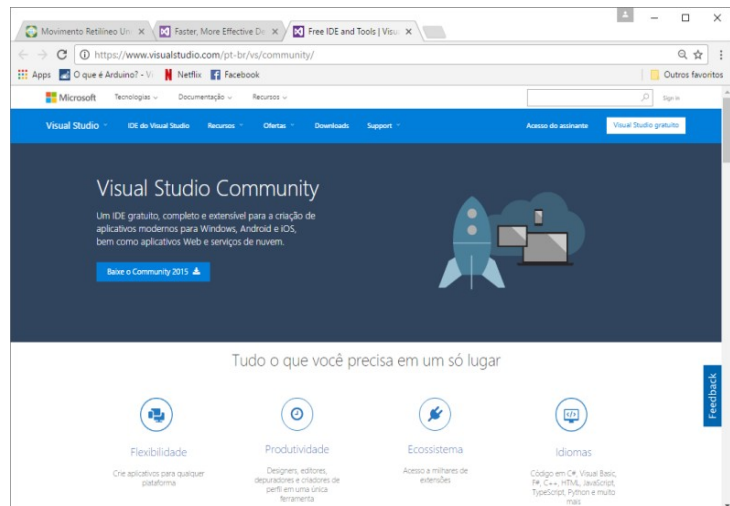 Movimento Retilíneo Un
Faster, More Effective De
Free IDE and Tools | Visu
https://www.visualstudio.com/pt-br/vs/community/
Apps
O que é Arduino? - Vi
Netflix
Facebook
Outros favoritos
Microsoft
Tecnologias
Documentação
Recursos
Sign in
Visual Studio
IDE do Visual Studio
Recursos
Ofertas
Downloads
Support
Acesso do assinante
Visual Studio gratuito
Visual Studio Community
Um IDE gratuito, completo e extensível para a criação de
aplicativos modernos para Windows, Android e iOS,
bem como aplicativos Web e serviços de nuvem.
Baixe o Community 2015
Tudo o que você precisa em um só lugar
Feedback
Flexibilidade
Crie aplicativos para qualquer
plataforma
Produtividade
Designers, editores,
depuradores e criadores de
perfil em uma única
ferramenta
Ecossistema
Acesso a milhares de
extensões
Idiomas
Código em C#, Visual Basic,
F#, C++, HTML, JavaScript,
TypeScript, Python e muito
mais